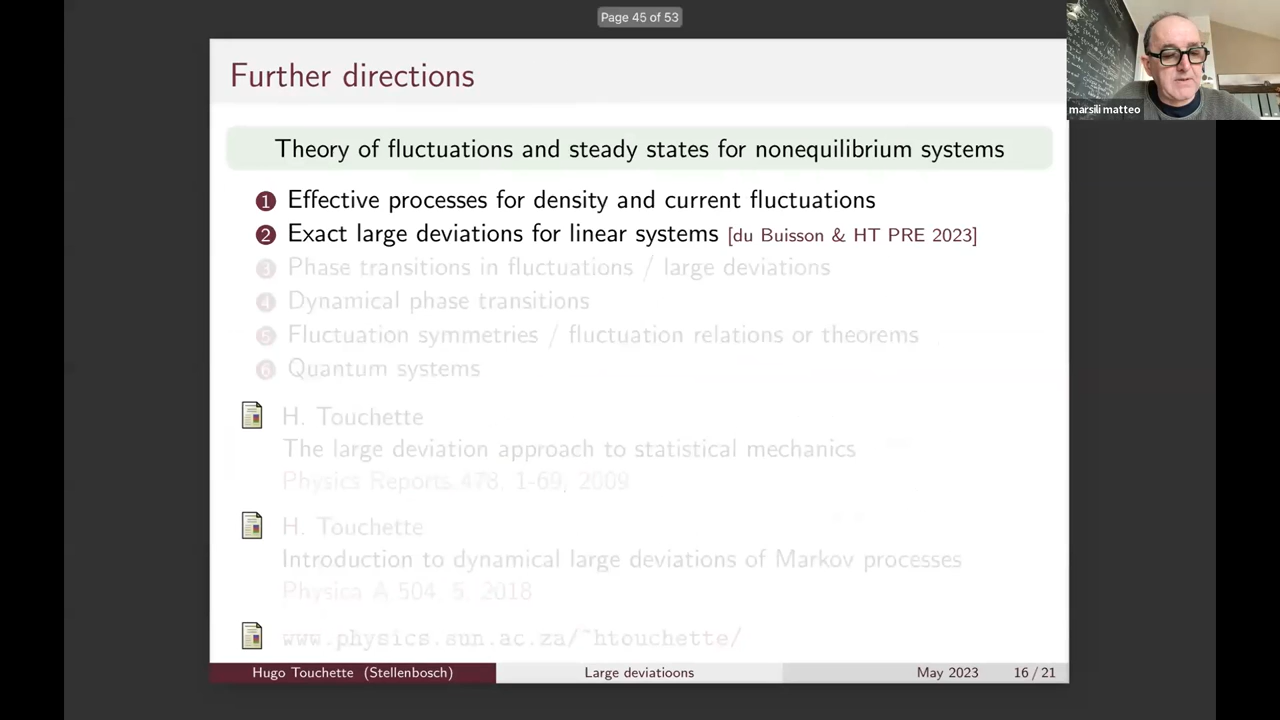 Page 45 of 53
marsili matteo
Further directions
Theory of fluctuations and steady states for nonequilibrium systems
1 Effective processes for density and current fluctuations
2 Exact large deviations for linear systems [du Buisson & HT PRE 2023]
3 Phase transitions in fluctuations / large deviations
4 Dynamical phase transitions
5 Fluctuation symmetries / fluctuation relations or theorems
6 Quantum systems
H. Touchette
The large deviation approach to statistical mechanics
Physics Reports 478, 1-69, 2009
H. Touchette
Introduction to dynamical large deviations of Markov processes
Physica A 504 5, 2018
www.physics.sun.ac.za/~htouchette/
Hugo Touchette (Stellenbosch) Large deviatioons May 2023 16 / 21